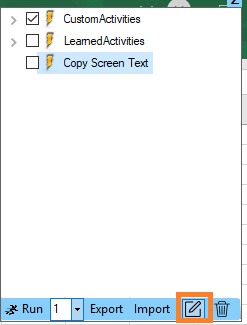 CustomActivities
LearnedActivities
Copy Screen Text
Run 1 Export Import